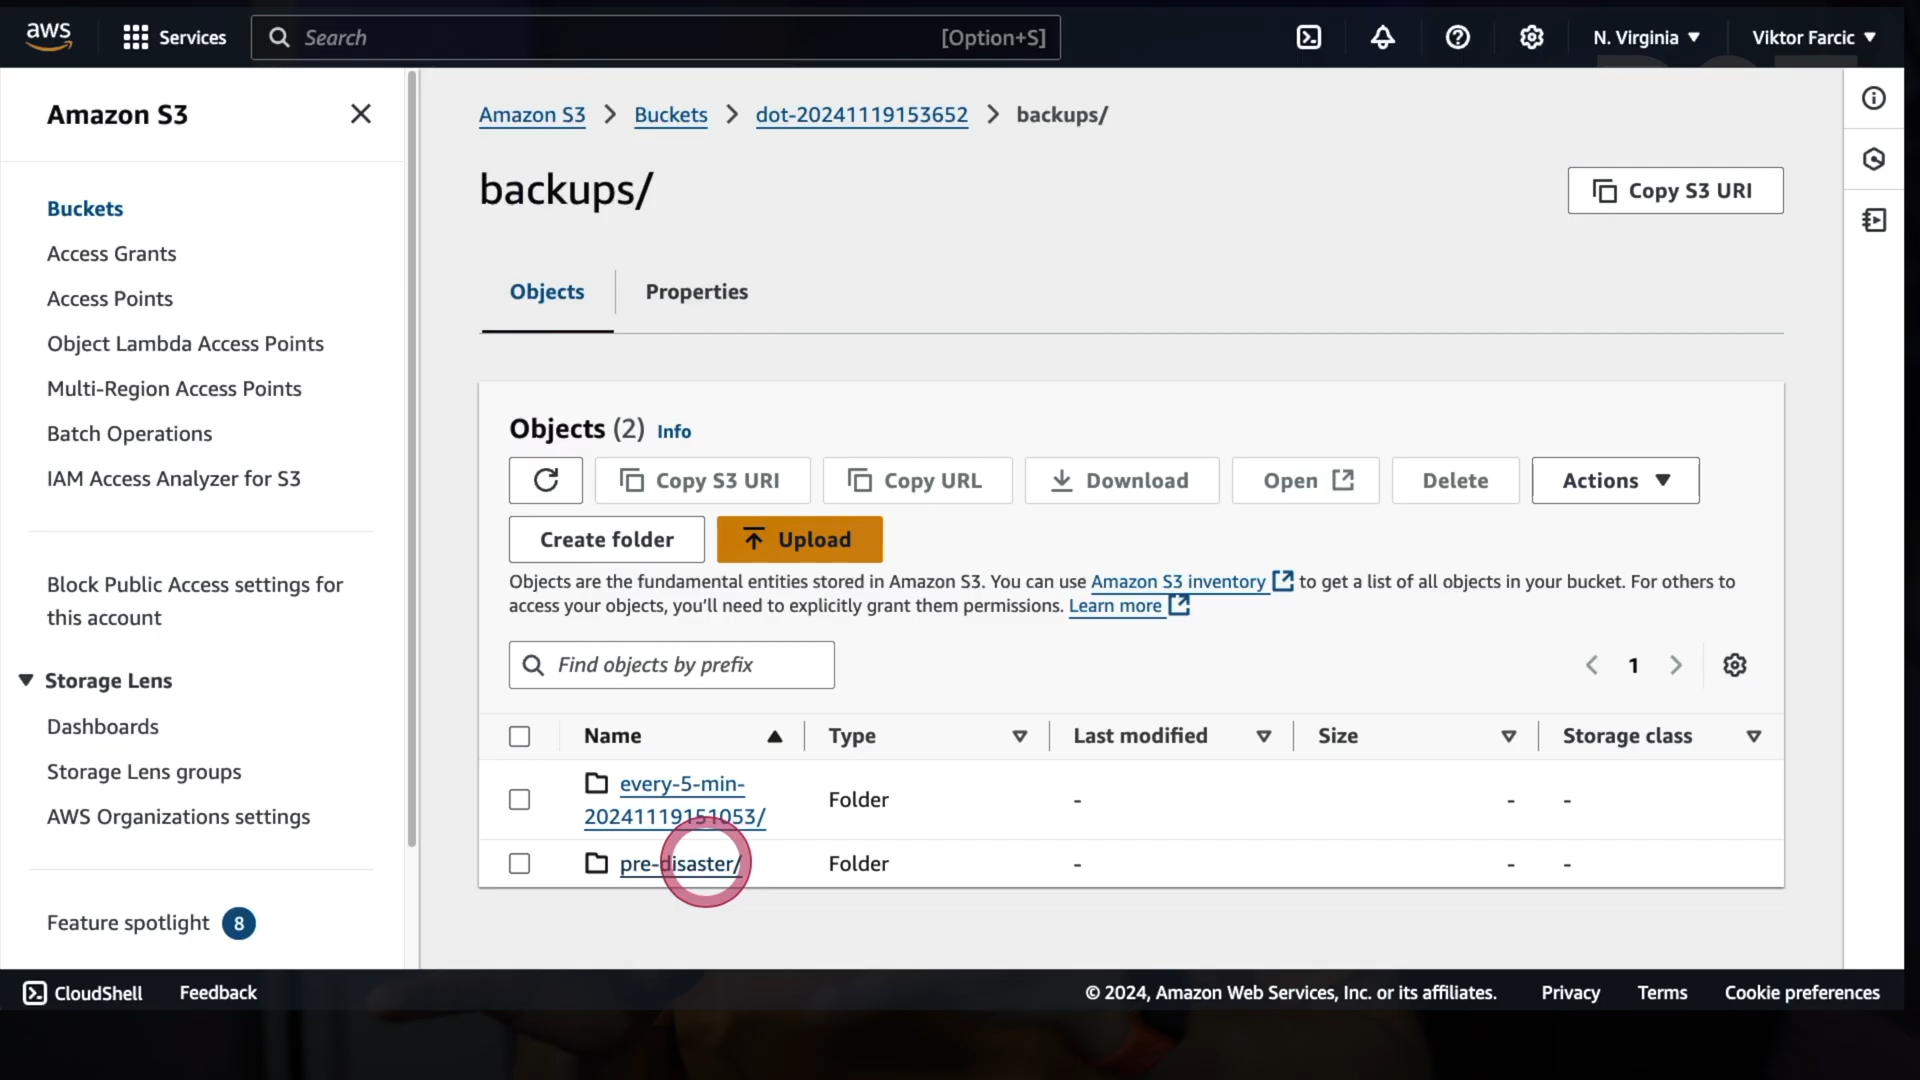 aws
Services
Search
[Option+S]
N. Virginia
Viktor Farcic
Amazon S3
Buckets
Access Grants
Access Points
Object Lambda Access Points
Multi-Region Access Points
Batch Operations
IAM Access Analyzer for S3
Block Public Access settings for
this account
Storage Lens
Dashboards
Storage Lens groups
AWS Organizations settings
Feature spotlight 8
Amazon S3 > Buckets > dot-20241119153652 > backups/
backups/
Copy S3 URI
Objects
Properties
Objects (2) Info
Copy S3 URI
Copy URL
Download
Open
Delete
Actions
Create folder
Upload
Objects are the fundamental entities stored in Amazon S3. You can use Amazon S3 inventory to get a list of all objects in your bucket. For others to
access your objects, you'll need to explicitly grant them permissions. Learn more
Find objects by prefix
1
Name
Type
Last modified
Size
Storage class
every-5-min-
20241119151053/
Folder
-
-
-
pre-disaster/
Folder
-
-
-
CloudShell
Feedback
© 2024, Amazon Web Services, Inc. or its affiliates.
Privacy
Terms
Cookie preferences